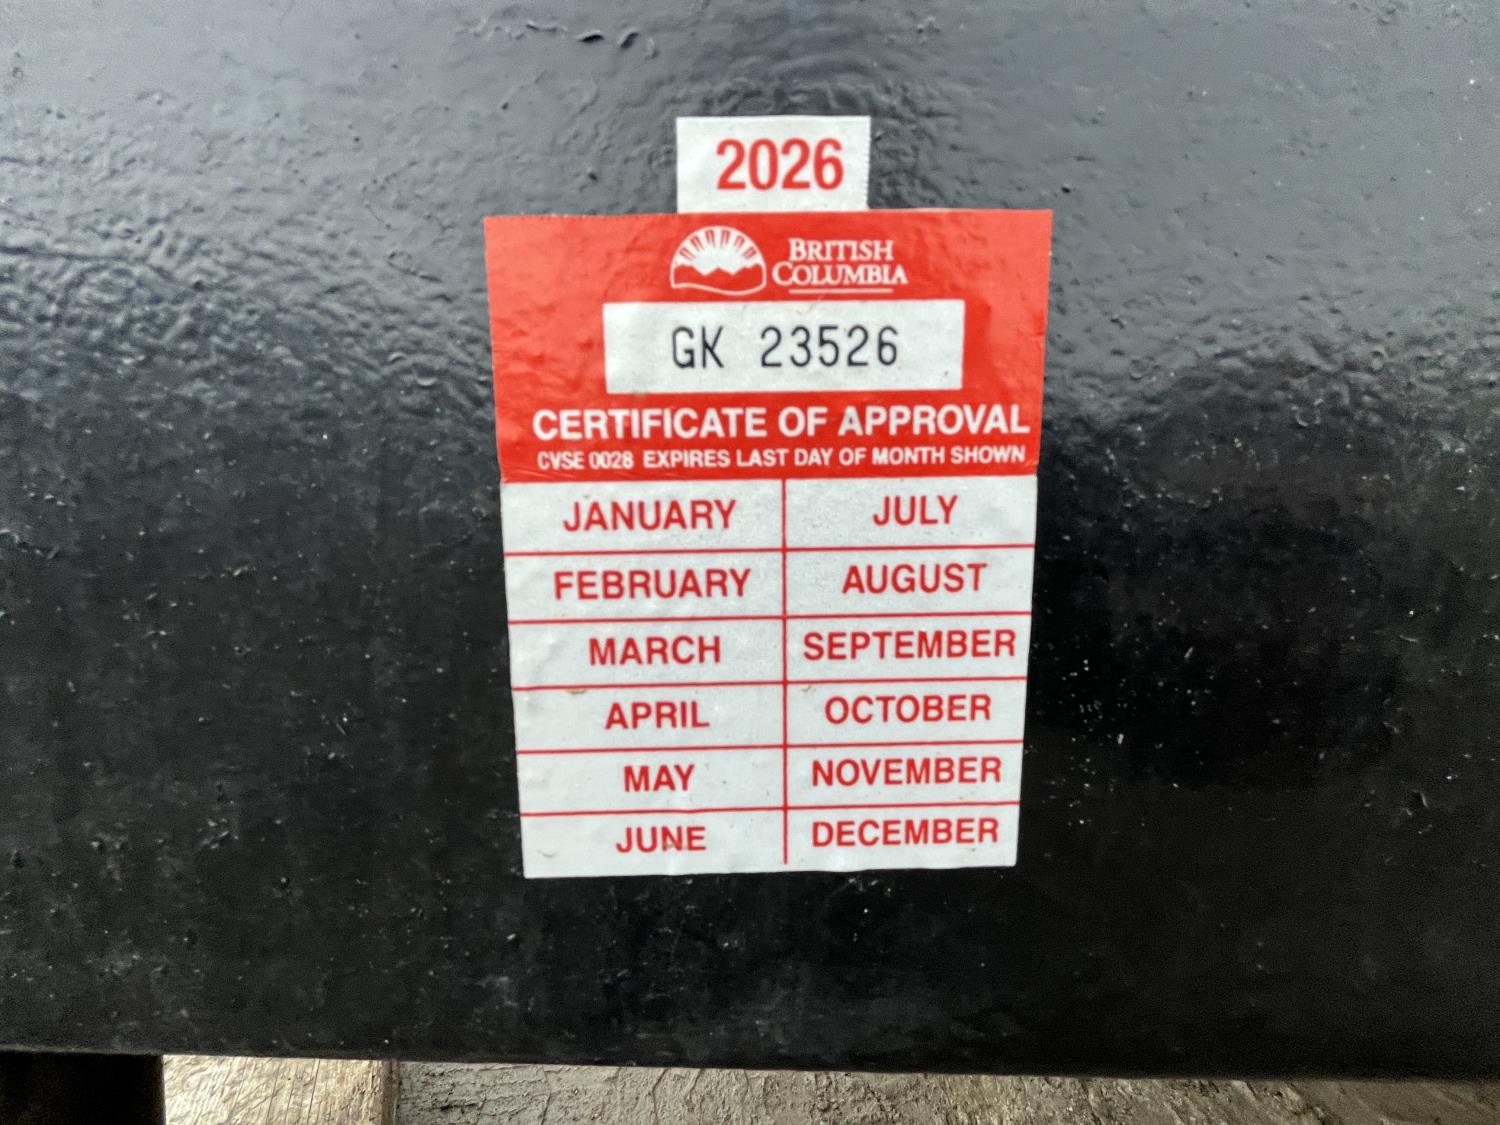 2026
BRITISH
COLUMBIA
GK 23526
CERTIFICATE OF APPROVAL
CVSE 0028 EXPIRES LAST DAY OF MONTH SHOWN
JANUARY JULY
FEBRUARY AUGUST
MARCH SEPTEMBER
APRIL OCTOBER
MAY NOVEMBER
JUNE DECEMBER